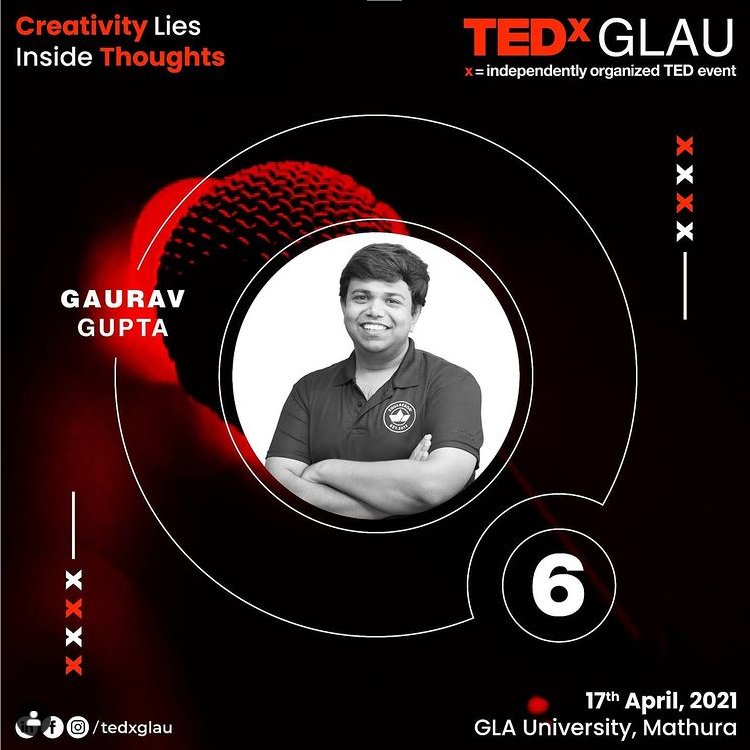 Creativity Lies
Inside Thoughts
TEDx GLAU
x = independently organized TED event
x
x
x
x
GAURAV
GUPTA
6
x
x
x
x
17th April, 2021
GLA University, Mathura
/tedxglau